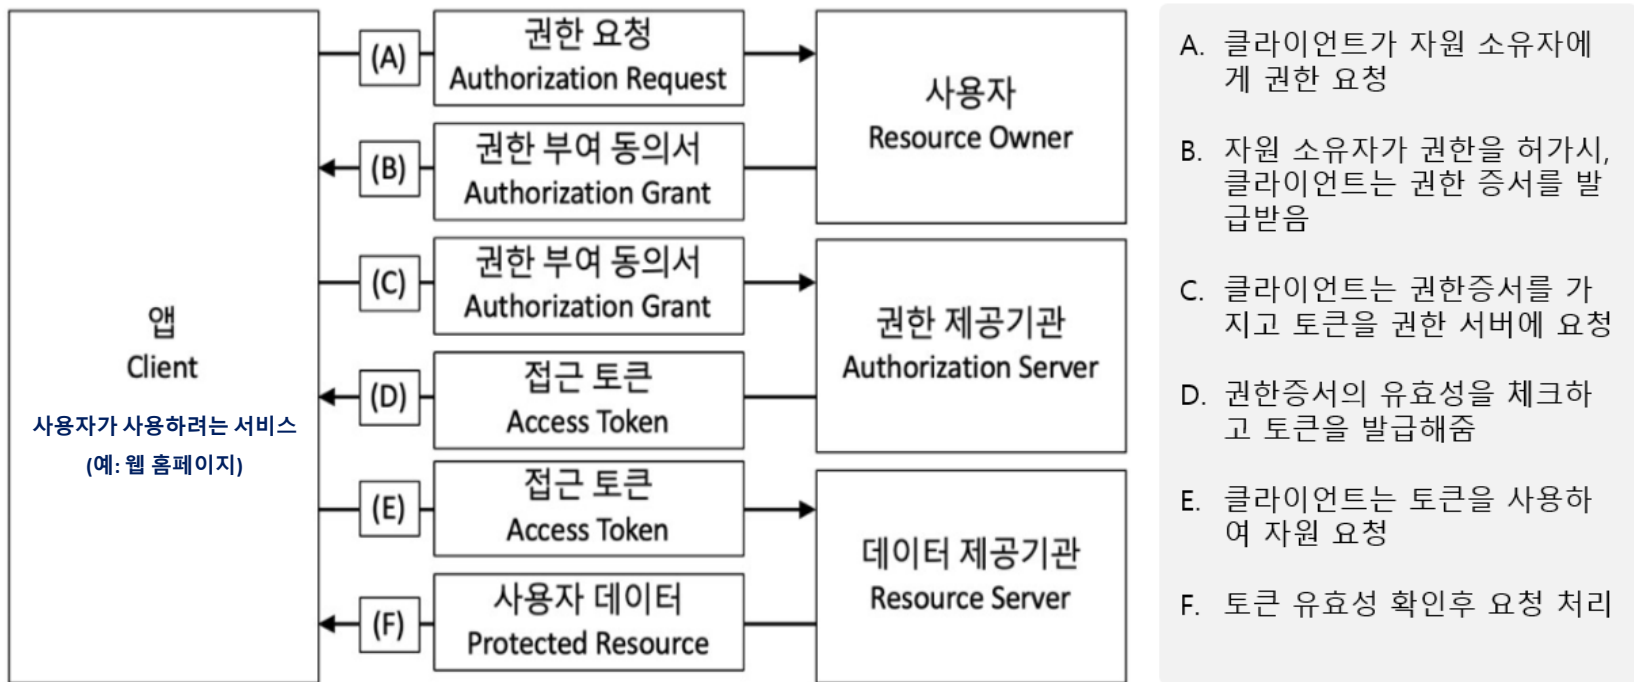 앱
Client
사용자가 사용하려는 서비스
(예: 웹 홈페이지)
(A)
권한 요청
Authorization Request
(B)
권한 부여 동의서
Authorization Grant
사용자
Resource Owner
(C)
권한 부여 동의서
Authorization Grant
(D)
접근 토큰
Access Token
권한 제공기관
Authorization Server
(E)
접근 토큰
Access Token
(F)
사용자 데이터
Protected Resource
데이터 제공기관
Resource Server
A. 클라이언트가 자원 소유자에
게 권한 요청
B. 자원 소유자가 권한을 허가시,
클라이언트는 권한 증서를 발
급받음
C. 클라이언트는 권한증서를 가
지고 토큰을 권한 서버에 요청
D. 권한증서의 유효성을 체크하
고 토큰을 발급해줌
E. 클라이언트는 토큰을 사용하
여 자원 요청
F. 토큰 유효성 확인후 요청 처리